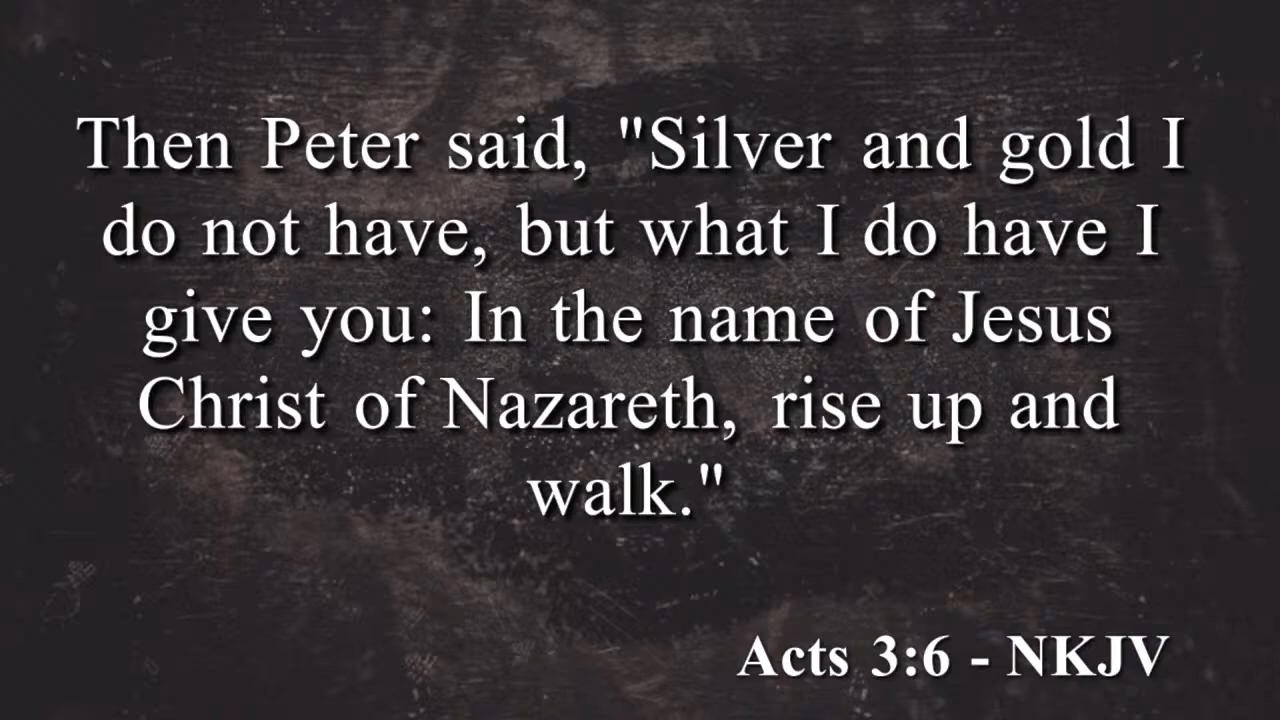 Then Peter said, "Silver and gold I
do not have, but what I do have I
give you: In the name of Jesus
Christ of Nazareth, rise up and
walk."
Acts 3:6 - NKJV